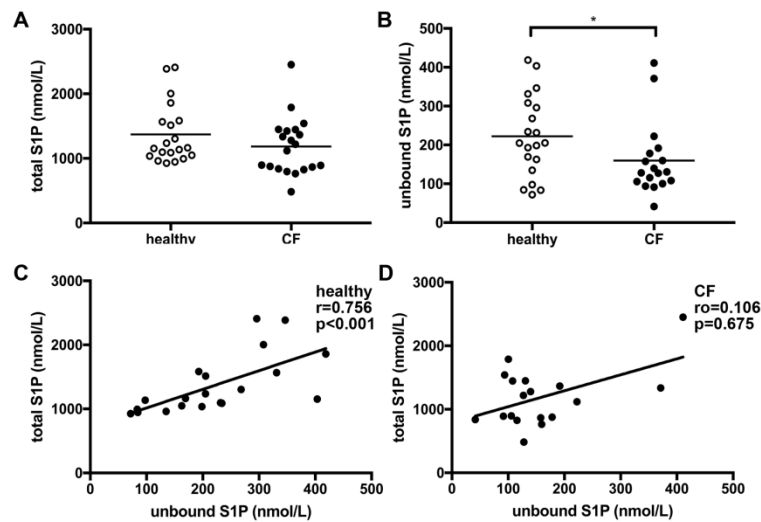 A
total S1P (nmol/L)
3000
2000
1000
0
healthy
CF
B
*
unbound S1P (nmol/L)
500
400
300
200
100
0
healthy
CF
C
healthy
r=0.756
p<0.001
total S1P (nmol/L)
3000
2000
1000
0
0 100 200 300 400 500
unbound S1P (nmol/L)
D
CF
ro=0.106
p=0.675
total S1P (nmol/L)
3000
2000
1000
0
0 100 200 300 400 500
unbound S1P (nmol/L)